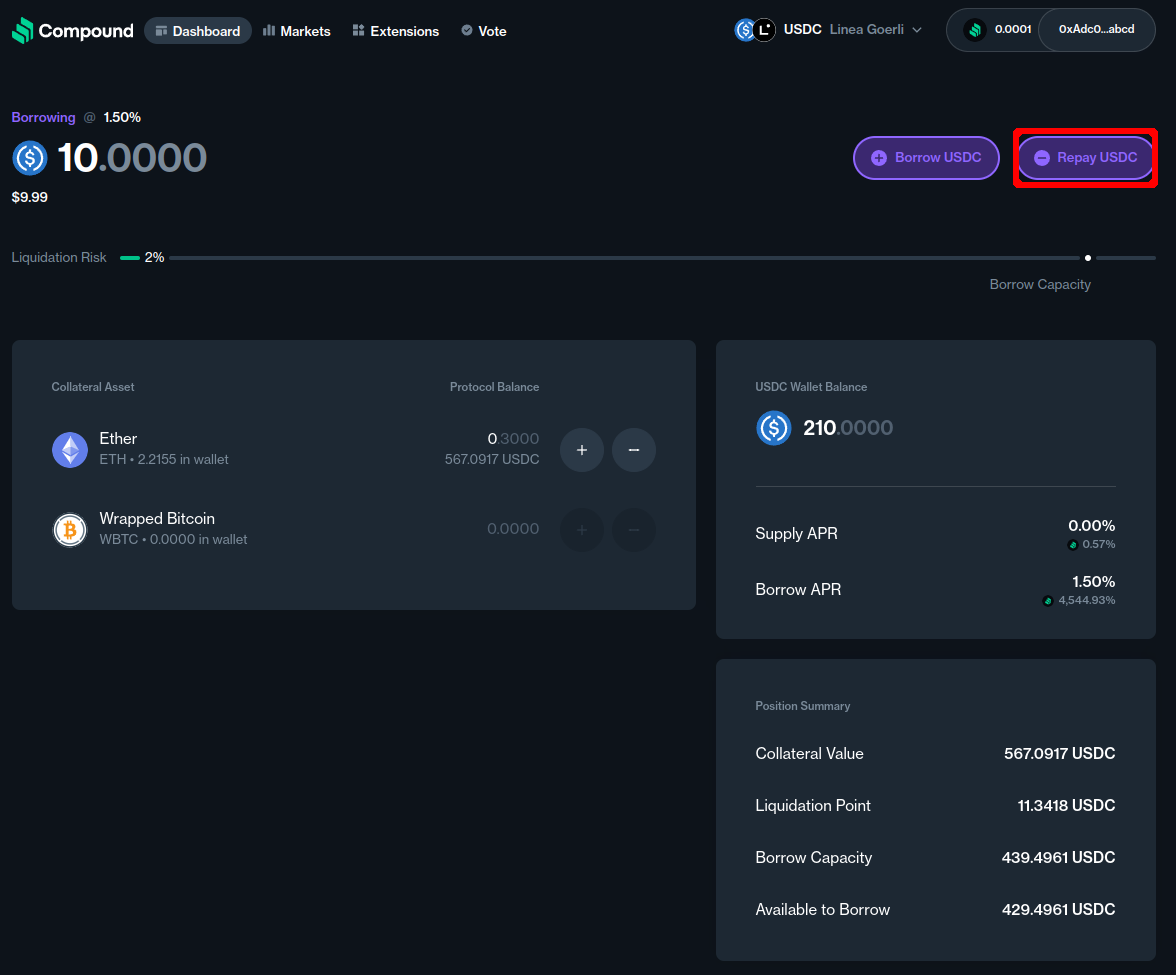 Compound Dashboard Markets Extensions Vote USDC Linea Goerli 0.0001 0xAdc0...abcd
Borrowing @ 1.50%
10.0000
$9.99
Borrow USDC
Repay USDC
Liquidation Risk 2%
Borrow Capacity
Collateral Asset Protocol Balance
Ether 0.3000
ETH • 2.2155 in wallet 567.0917 USDC
Wrapped Bitcoin
WBTC • 0.0000 in wallet
0.0000
USDC Wallet Balance
210.0000
Supply APR 0.00%
0.57%
Borrow APR 1.50%
4,544.93%
Position Summary
Collateral Value 567.0917 USDC
Liquidation Point 11.3418 USDC
Borrow Capacity 439.4961 USDC
Available to Borrow 429.4961 USDC